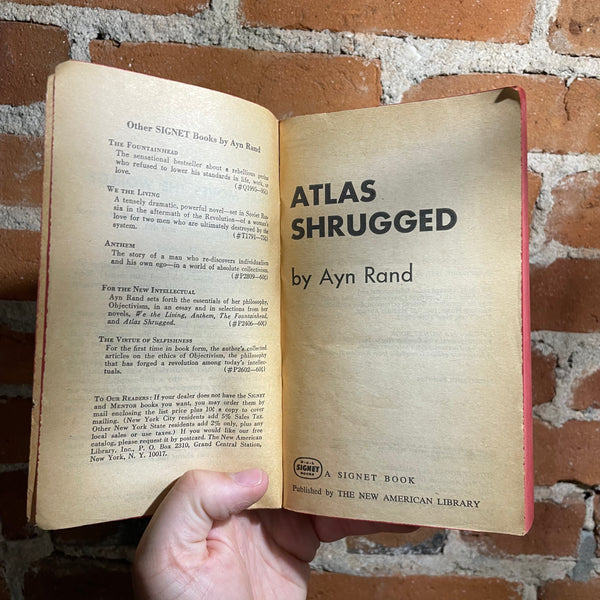 Other SIGNET Books by Ayn Rand
THE FOUNTAINHEAD
The sensational bestseller about a rebellious genius
who refused to lower his standards in life, work, or
love. (#Q1995—95¢)
WE THE LIVING
A tensely dramatic, powerful novel—set in Soviet Rus-
sia in the aftermath of the Revolution—of a woman's
love for two men who are ultimately destroyed by the
system. (#T1791—75¢)
ANTHEM
The story of a man who re-discovers individualism
and his own ego—in a world of absolute collectivism.
(#P2809—60¢)
FOR THE NEW INTELLECTUAL
Ayn Rand sets forth the essentials of her philosophy,
Objectivism, in an essay and in selections from her
novels, We the Living, Anthem, The Fountainhead,
and Atlas Shrugged. (#P2406—60¢)
THE VIRTUE OF SELFISHNESS
For the first time in book form, the author's collected
articles on the ethics of Objectivism, the philosophy
that has forged a revolution among today's intellec-
tuals. (#P2602—60¢)
TO OUR READERS: If your dealer does not have the SIGNET
and MENTOR books you want, you may order them by
mail enclosing the list price plus 10¢ a copy to cover
mailing. (New York City residents add 5% Sales Tax.
Other New York State residents add 2% only, plus any
local sales or use taxes.) If you would like our free
catalog, please request it by postcard. The New American
Library, Inc., P. O. Box 2310, Grand Central Station,
New York, N. Y. 10017.
ATLAS
SHRUGGED
by Ayn Rand
SIGNET
BOOKS
A SIGNET BOOK
Published by THE NEW AMERICAN LIBRARY